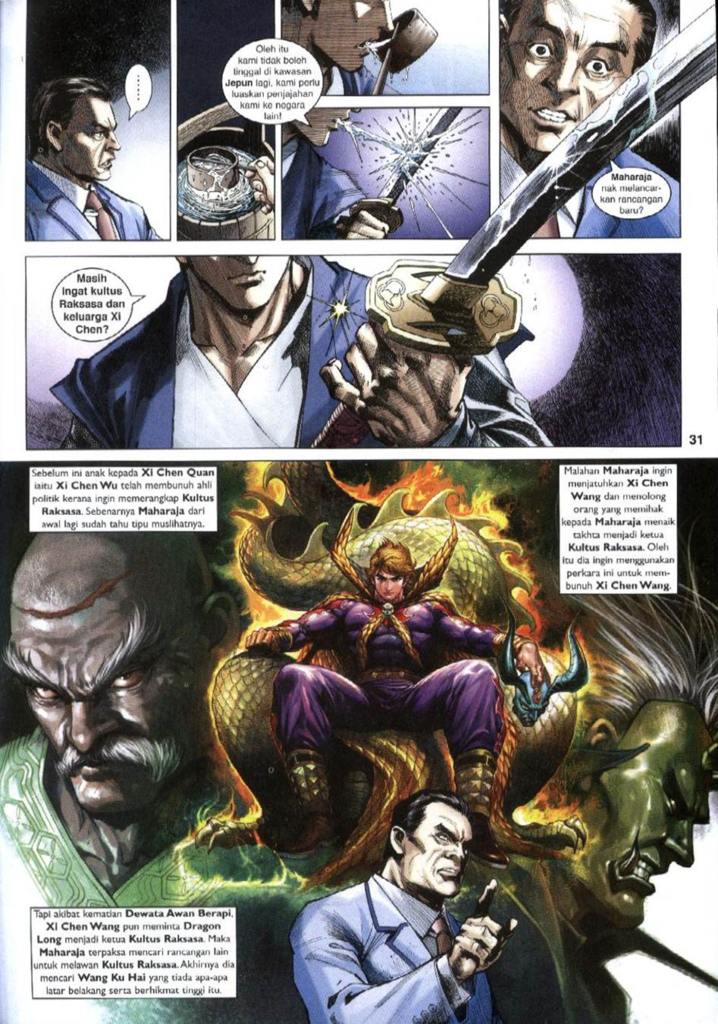 ......
Oleh itu
kami tidak boleh
tinggal di kawasan
Jepun lagi, kami perlu
luaskan penjajahan
kami ke negara
lain!
Maharaja
nak melancar-
kan rancangan
baru?
Masih
ingat kultus
Raksasa dan
keluarga Xi
Chen?
31
Sebelum ini anak kepada Xi Chen Quan
iaitu Xi Chen Wu telah membunuh ahli
politik kerana ingin memerangkap Kultus
Raksasa. Sebenarnya Maharaja dari
awal lagi sudah tahu tipu muslihatnya.
Malahan Maharaja ingin
menjatuhkan Xi Chen
Wang dan menolong
orang yang memihak
kepada Maharaja menaik
takhta menjadi ketua
Kultus Raksasa. Oleh
itu dia ingin menggunakan
perkara ini untuk mem-
bunuh Xi Chen Wang.
Tapi akibat kematian Dewata Awan Berapi,
Xi Chen Wang pun meminta Dragon
Long menjadi ketua Kultus Raksasa. Maka
Maharaja terpaksa mencari rancangan lain
untuk melawan Kultus Raksasa. Akhirnya dia
mencari Wang Ku Hai yang tiada apa-apa
latar belakang serta berhikmat tinggi itu.